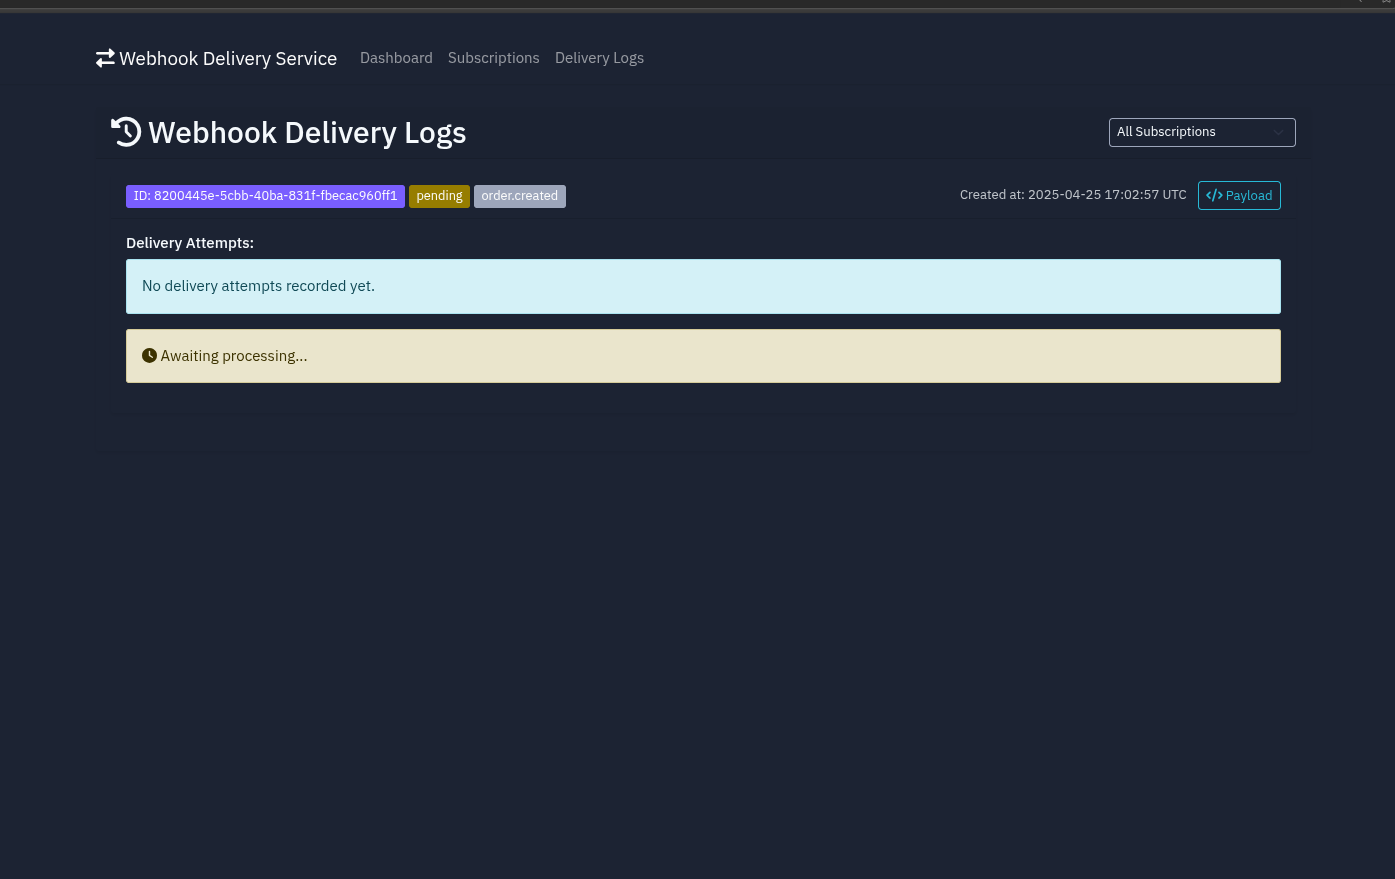 Webhook Delivery Service Dashboard Subscriptions Delivery Logs
Webhook Delivery Logs All Subscriptions
ID: 8200445e-5cbb-40ba-831f-fbecac960ff1 pending order.created Created at: 2025-04-25 17:02:57 UTC </> Payload
Delivery Attempts:
No delivery attempts recorded yet.
Awaiting processing...